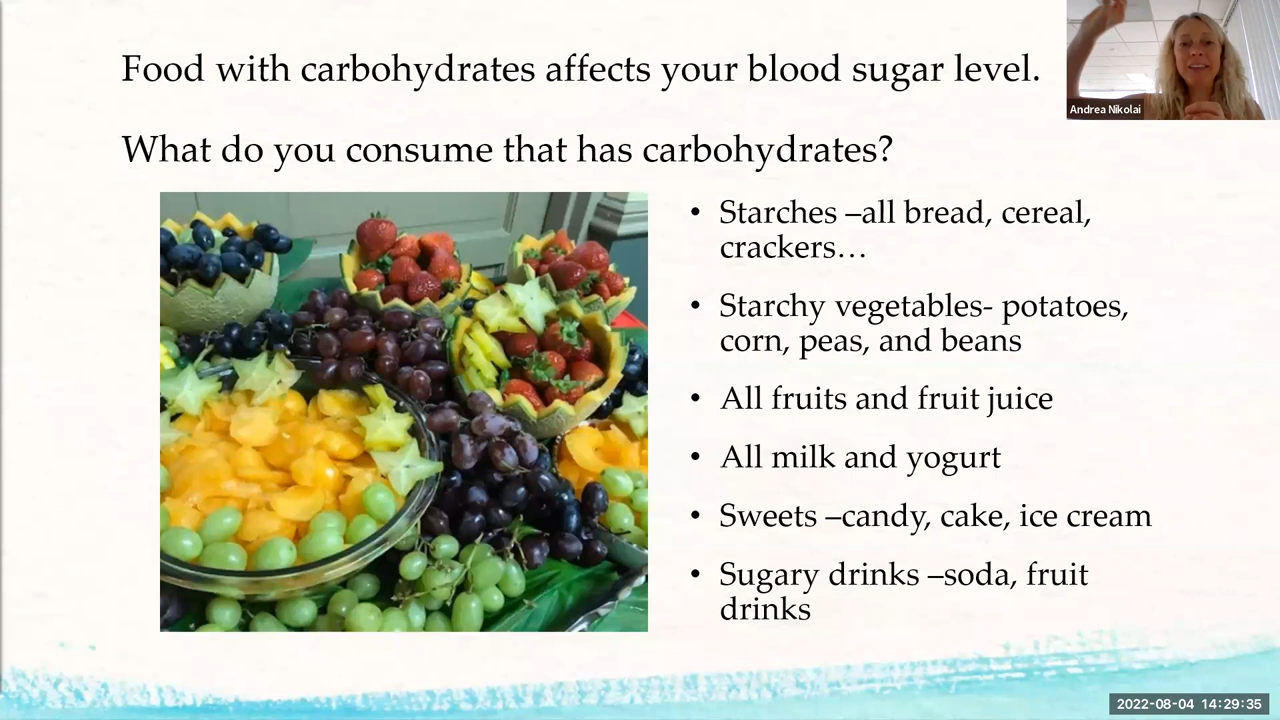 Food with carbohydrates affects your blood sugar level.
What do you consume that has carbohydrates?
Andrea Nikolai
• Starches –all bread, cereal,
crackers…
• Starchy vegetables- potatoes,
corn, peas, and beans
• All fruits and fruit juice
• All milk and yogurt
• Sweets –candy, cake, ice cream
• Sugary drinks –soda, fruit
drinks
2022-08-04 14:29:35